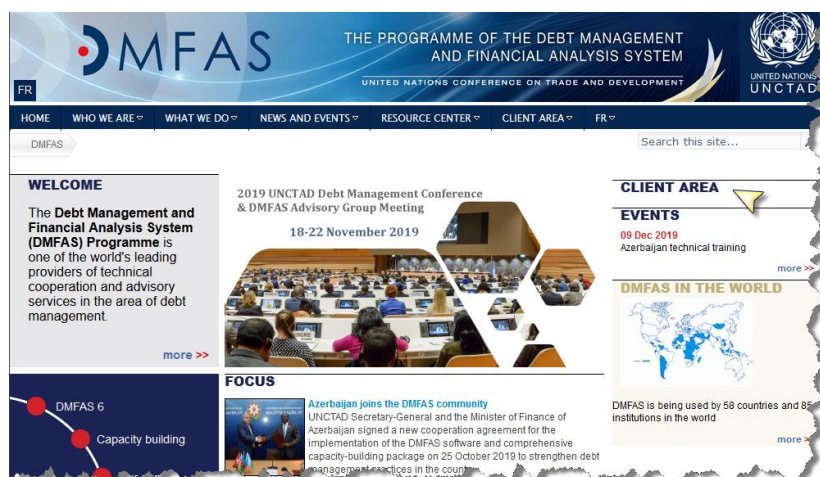 DMFAS
THE PROGRAMME OF THE DEBT MANAGEMENT
AND FINANCIAL ANALYSIS SYSTEM
UNITED NATIONS CONFERENCE ON TRADE AND DEVELOPMENT
UNITED NATIONS
UNCTAD
FR
HOME WHO WE ARE WHAT WE DO NEWS AND EVENTS RESOURCE CENTER CLIENT AREA FR
DMFAS
Search this site...
WELCOME
The Debt Management and
Financial Analysis System
(DMFAS) Programme is
one of the world's leading
providers of technical
cooperation and advisory
services in the area of debt
management.
more >>
DMFAS 6
Capacity building
2019 UNCTAD Debt Management Conference
& DMFAS Advisory Group Meeting
18-22 November 2019
FOCUS
Azerbaijan joins the DMFAS community
UNCTAD Secretary-General and the Minister of Finance of
Azerbaijan signed a new cooperation agreement for the
implementation of the DMFAS software and comprehensive
capacity-building package on 25 October 2019 to strengthen debt
management practices in the country.
CLIENT AREA
EVENTS
09 Dec 2019
Azerbaijan technical training
more >>
DMFAS IN THE WORLD
DMFAS is being used by 58 countries and 85
institutions in the world
more >